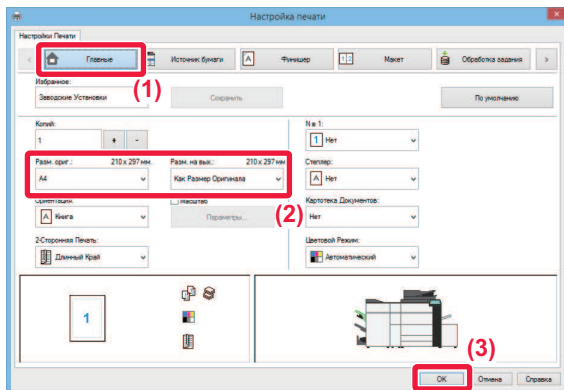 Настройка печати
Настройки Печати
Главные
Источник бумаги
Финишер
Макет
Обработка задания
(1)
Избранное:
Заводские Установки
Сохранить
По умолчанию
Копий:
1
+ -
N в 1:
1 Нет
Разм. ориг.: 210 x 297 мм.
A4
Разм. на вых.: 210 x 297 мм
Как Размер Оригинала
Степлер:
Нет
(2)
Ориентация:
Книга
Масштаб
Параметры...
Картотека Документов:
Нет
2-Сторонняя Печать:
Длинный Край
Цветовой Режим:
Автоматический
1
(3)
OK
Отмена
Справка